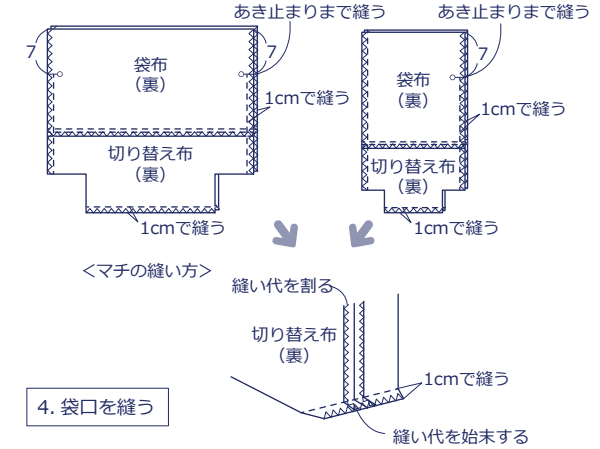 あき止まりまで縫う
7
7
袋布
（裏）
1cmで縫う
切り替え布
（裏）
1cmで縫う
あき止まりまで縫う
7
袋布
（裏）
1cmで縫う
切り替え布
（裏）
1cmで縫う
＜マチの縫い方＞
縫い代を割る
切り替え布
（裏）
1cmで縫う
縫い代を始末する
4. 袋口を縫う